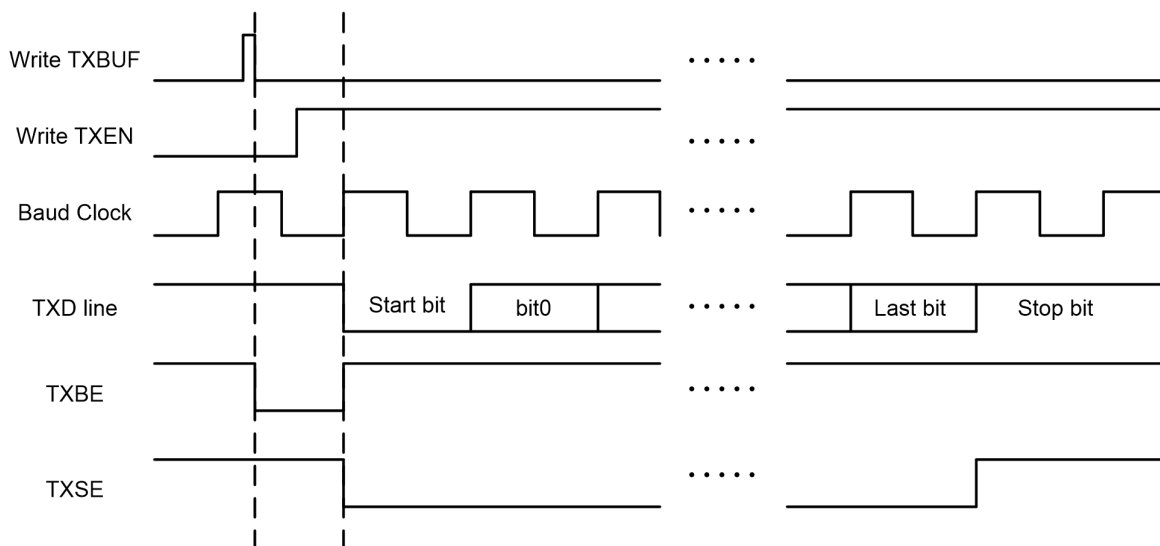 Write TXBUF
Write TXEN
Baud Clock
TXD line
Start bit
bit0
Last bit
Stop bit
TXBE
TXSE